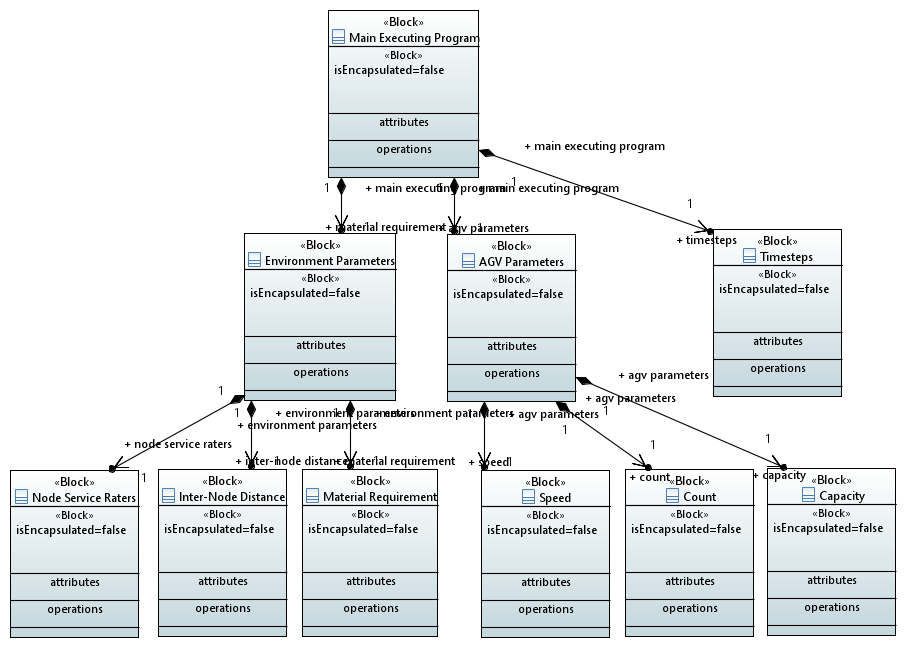 «Block»
Main Executing Program
«Block»
isEncapsulated=false
attributes
operations
+ main executing program
1
+ main executing program
1
+ main executing program
1
1
+ material requirement
1
+ agv parameters
1
+ timesteps
«Block»
Environment Parameters
«Block»
isEncapsulated=false
attributes
operations
«Block»
AGV Parameters
«Block»
isEncapsulated=false
attributes
operations
«Block»
Timesteps
«Block»
isEncapsulated=false
attributes
operations
+ agv parameters
1
+ agv parameters
1
+ environment parameters
1
+ environment parameters
1
+ agv parameters
1
+ environment parameters
1
+ node service raters
1
+ inter-node distance
1
+ material requirement
+ speed
1
+ count
1
+ capacity
1
«Block»
Node Service Raters
«Block»
isEncapsulated=false
attributes
operations
«Block»
Inter-Node Distance
«Block»
isEncapsulated=false
attributes
operations
«Block»
Material Requirement
«Block»
isEncapsulated=false
attributes
operations
«Block»
Speed
«Block»
isEncapsulated=false
attributes
operations
«Block»
Count
«Block»
isEncapsulated=false
attributes
operations
«Block»
Capacity
«Block»
isEncapsulated=false
attributes
operations